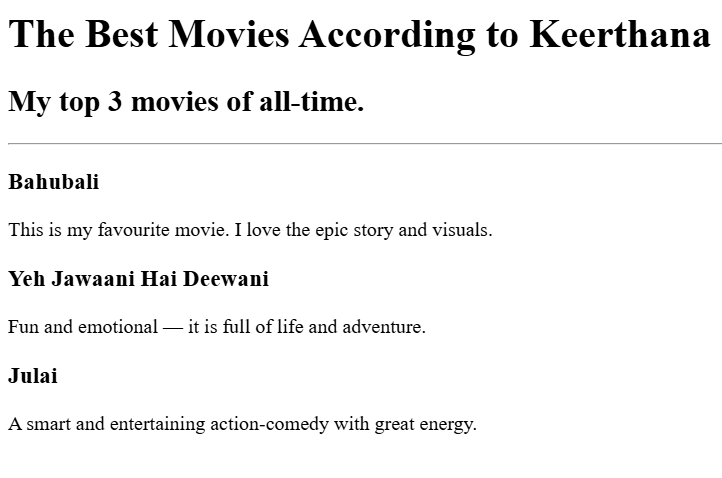 The Best Movies According to Keerthana
My top 3 movies of all-time.
Bahubali
This is my favourite movie. I love the epic story and visuals.
Yeh Jawaani Hai Deewani
Fun and emotional — it is full of life and adventure.
Julai
A smart and entertaining action-comedy with great energy.